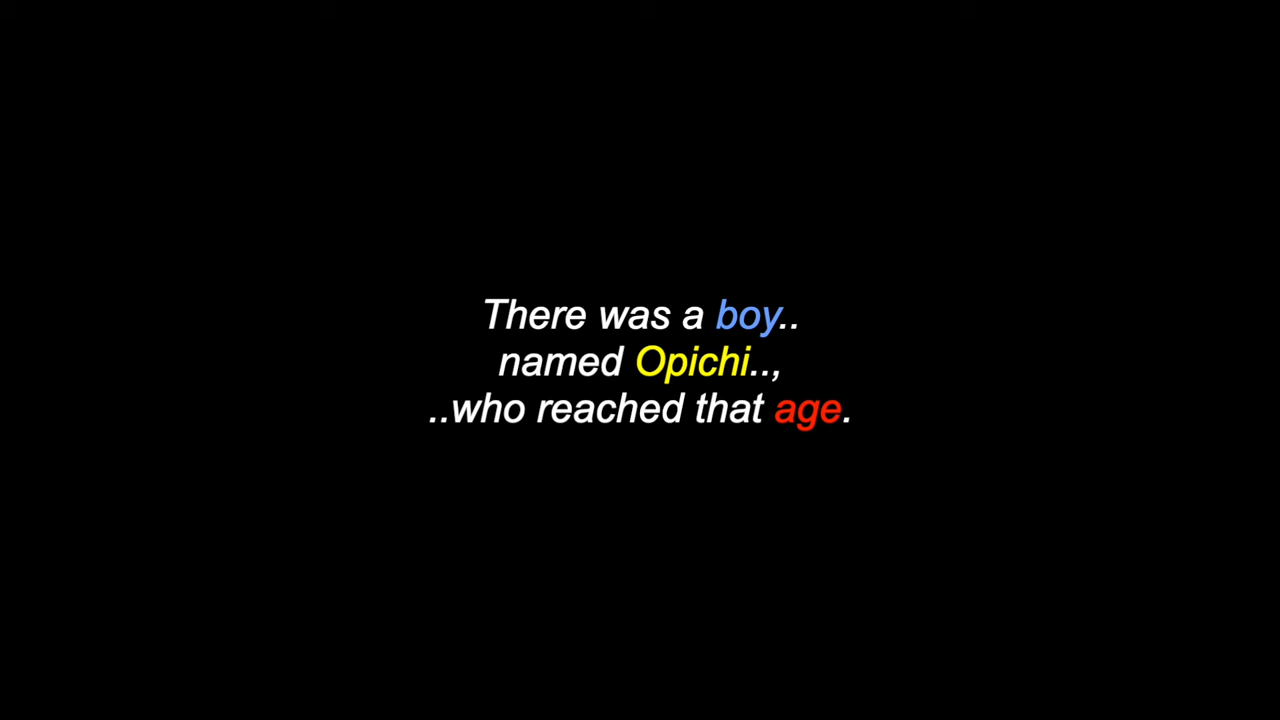 There was a boy..
named Opichi..,
..who reached that age.